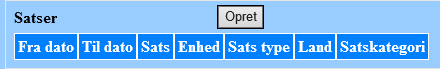 Satser Opret
Fra dato Til dato Sats Enhed Sats type Land Satskategori